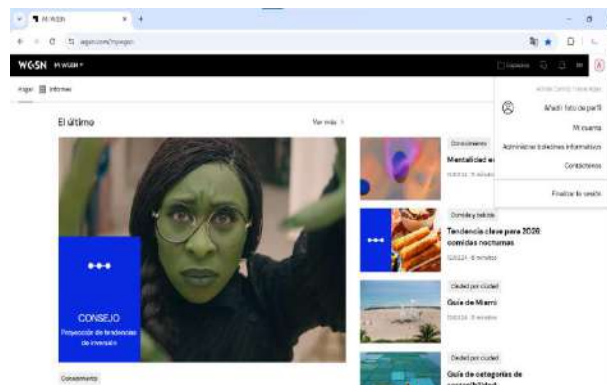 Mi WGSN
wgsn.com/mywgsn
WGSN MI WGSN
Hogar Informes
Añadir foto de perfil
Mi cuenta
Administrar boletines informativos
Contáctenos
Finalizar la sesión
El último
Ver más
CONSEJO
Proyección de tendencias
de inversión
Conocimiento
Conocimiento
Mentalidad
Comida y bebida
Tendencia clave para 2026:
comidas nocturnas
Ciudad por ciudad
Guía de Miami
Ciudad por ciudad
Guía de categorías de
sostenibilidad